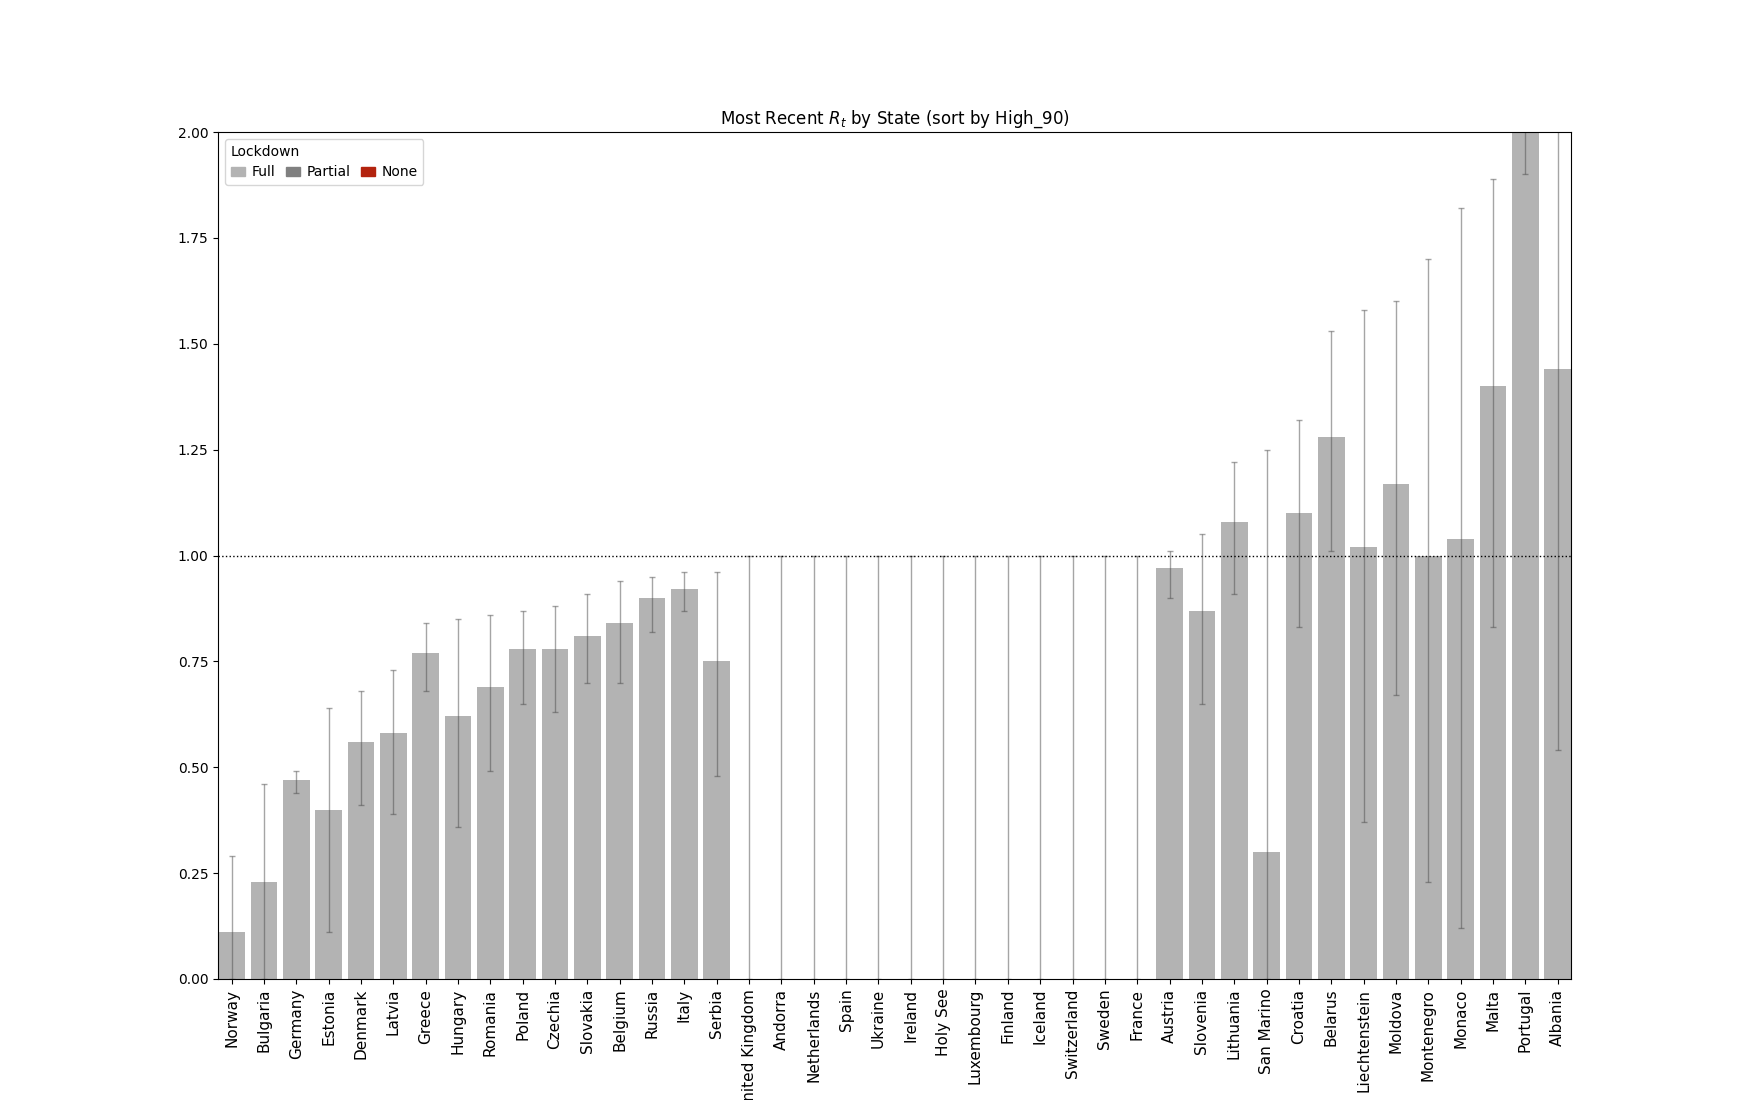 Most Recent R_t by State (sort by High_90)
Lockdown
Full Partial None
2.00
1.75
1.50
1.25
1.00
0.75
0.50
0.25
0.00
Norway
Bulgaria
Germany
Estonia
Denmark
Latvia
Greece
Hungary
Romania
Poland
Czechia
Slovakia
Belgium
Russia
Italy
Serbia
nited Kingdom
Andorra
Netherlands
Spain
Ukraine
Ireland
Holy See
Luxembourg
Finland
Iceland
Switzerland
Sweden
France
Austria
Slovenia
Lithuania
San Marino
Croatia
Belarus
Liechtenstein
Moldova
Montenegro
Monaco
Malta
Portugal
Albania